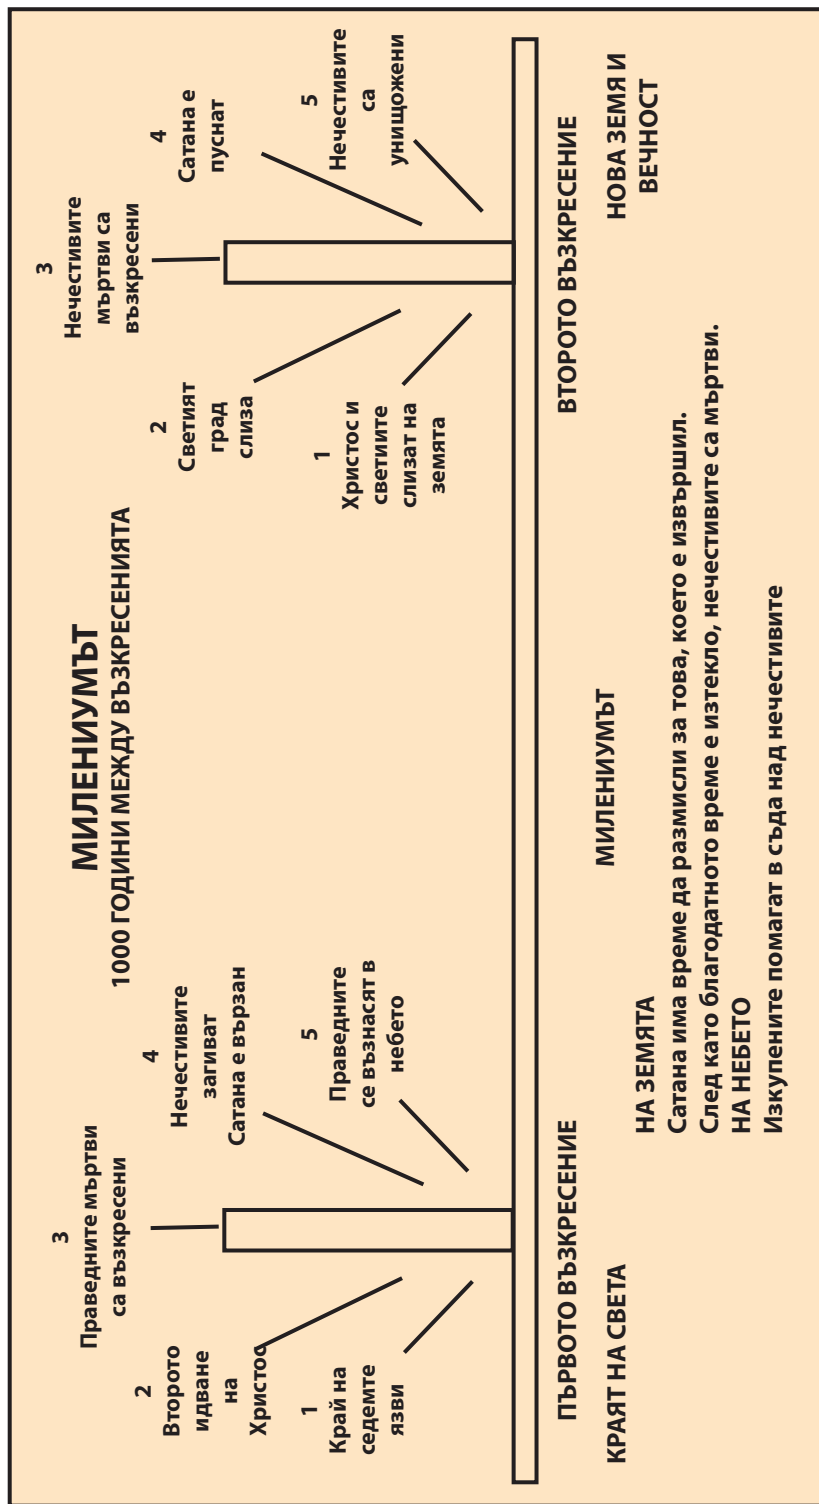 МИЛЕНИУМЪТ
1000 ГОДИНИ МЕЖДУ ВЪЗКРЕСЕНИЯТА
1
Край на
седемте
язви
2
Второто
идване
на
Христос
3
Праведните мъртви
са възкресени
4
Нечестивите
загиват
Сатана е вързан
5
Праведните
се възнасят в
небето
1
Христос и
светиите
слизат на
земята
2
Светият
град
слиза
3
Нечестивите
мъртви са
възкресени
4
Сатана е
пуснат
5
Нечестивите
са
унищожени
ПЪРВОТО ВЪЗКРЕСЕНИЕ
ВТОРОТО ВЪЗКРЕСЕНИЕ
КРАЯТ НА СВЕТА
МИЛЕНИУМЪТ
НОВА ЗЕМЯ И
ВЕЧНОСТ
НА ЗЕМЯТА
Сатана има време да размисли за това, което е извършил.
След като благодатното време е изтекло, нечестивите са мъртви.
НА НЕБЕТО
Изкупените помагат в съда над нечестивите